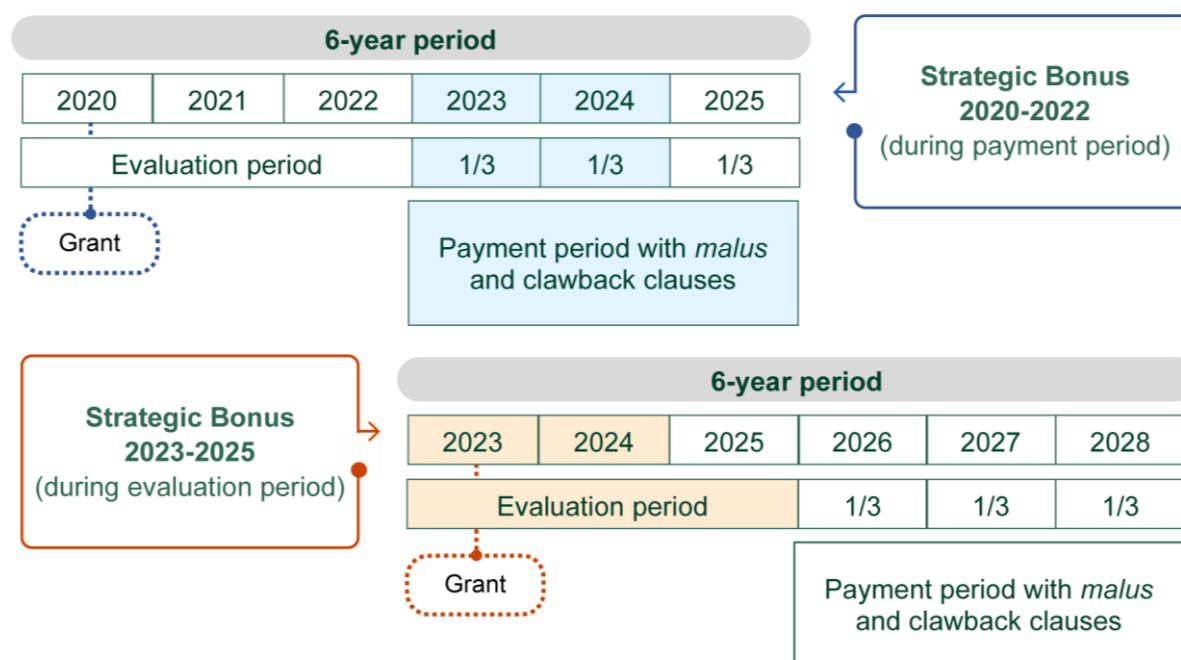 6-year period
2020 2021 2022 2023 2024 2025
Evaluation period 1/3 1/3 1/3
Grant
Payment period with malus
and clawback clauses
Strategic Bonus
2020-2022
(during payment period)
Strategic Bonus
2023-2025
(during evaluation period)
6-year period
2023 2024 2025 2026 2027 2028
Evaluation period 1/3 1/3 1/3
Grant
Payment period with malus
and clawback clauses